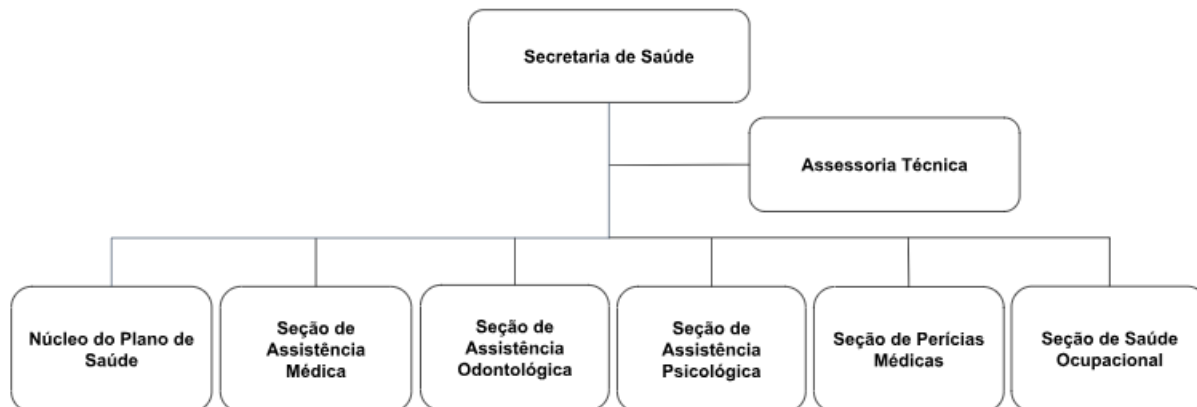 Secretaria de Saúde
Assessoria Técnica
Núcleo do Plano de
Saúde
Seção de
Assistência
Médica
Seção de
Assistência
Odontológica
Seção de
Assistência
Psicológica
Seção de Perícias
Médicas
Seção de Saúde
Ocupacional